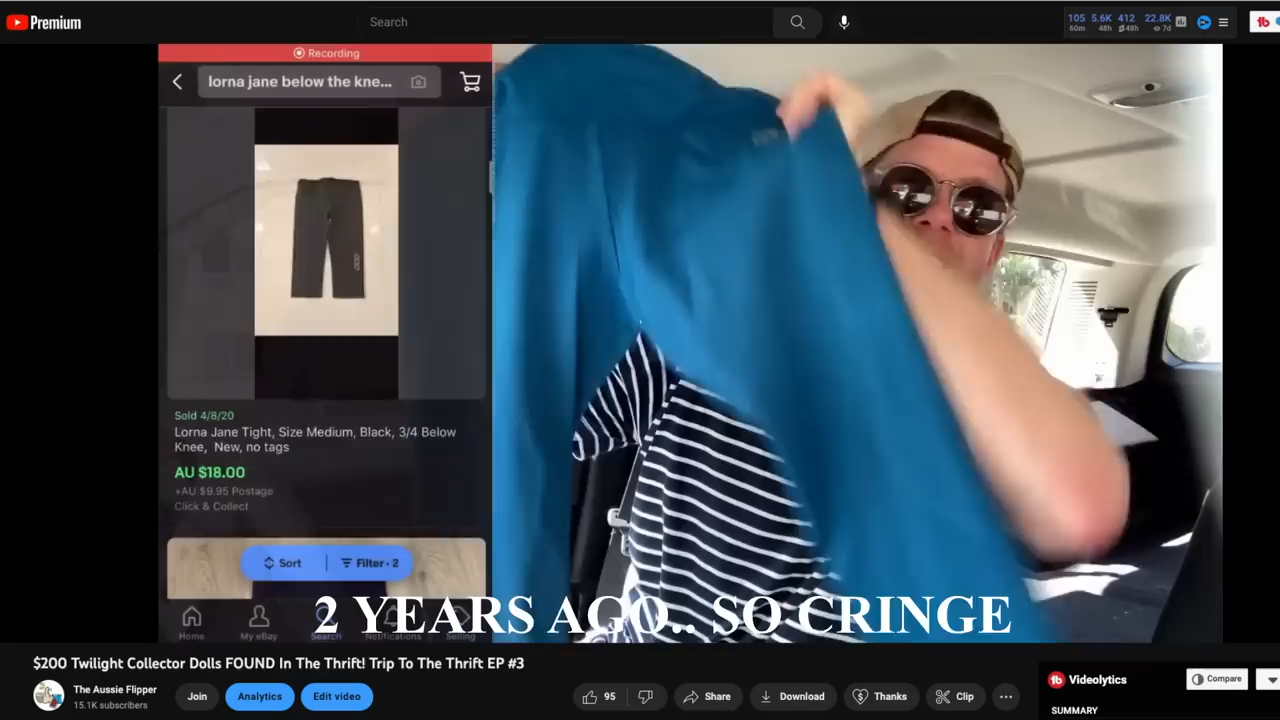 Premium
Search
105 5.6K 412 22.8K
60m 48h 48h 7d
Recording
lorna jane below the kne...
Sold 4/8/20
Lorna Jane Tight, Size Medium, Black, 3/4 Below
Knee, New, no tags
AU $18.00
+AU $9.95 Postage
Click & Collect
Sort
Filter • 2
Home
My eBay
Search
Notifications
Selling
2 YEARS AGO.. SO CRINGE
$200 Twilight Collector Dolls FOUND In The Thrift! Trip To The Thrift EP #3
The Aussie Flipper
15.1K subscribers
Join
Analytics
Edit video
95
Share
Download
Thanks
Clip
tb Videolytics
Compare
SUMMARY